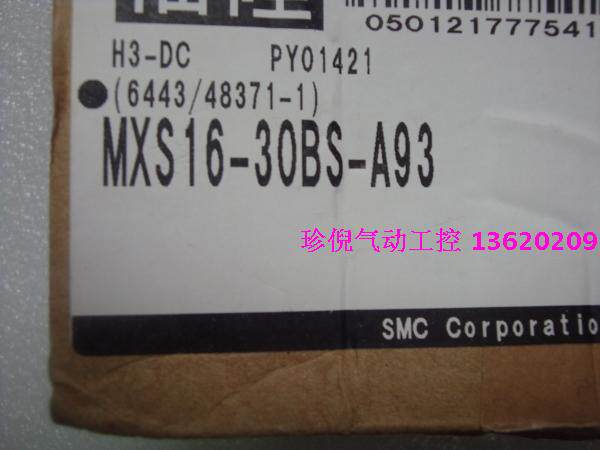 050121777541
H3-DC PY01421
(6443/48371-1)
MXS16-30BS-A93
珍倪气动工控 13620209
SMC Corporatio